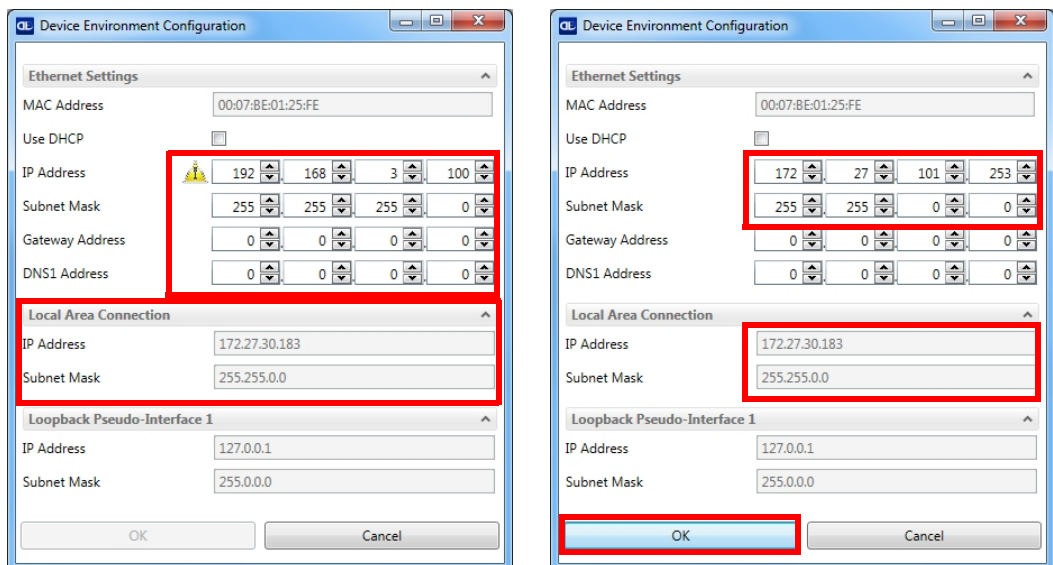 Device Environment Configuration
Ethernet Settings
MAC Address 00:07:BE:01:25:FE
Use DHCP
IP Address 192 . 168 . 3 . 100
Subnet Mask 255 . 255 . 255 . 0
Gateway Address 0 . 0 . 0 . 0
DNS1 Address 0 . 0 . 0 . 0
Local Area Connection
IP Address 172.27.30.183
Subnet Mask 255.255.0.0
Loopback Pseudo-Interface 1
IP Address 127.0.0.1
Subnet Mask 255.0.0.0
OK Cancel
Device Environment Configuration
Ethernet Settings
MAC Address 00:07:BE:01:25:FE
Use DHCP
IP Address 172 . 27 . 101 . 253
Subnet Mask 255 . 255 . 0 . 0
Gateway Address 0 . 0 . 0 . 0
DNS1 Address 0 . 0 . 0 . 0
Local Area Connection
IP Address 172.27.30.183
Subnet Mask 255.255.0.0
Loopback Pseudo-Interface 1
IP Address 127.0.0.1
Subnet Mask 255.0.0.0
OK Cancel